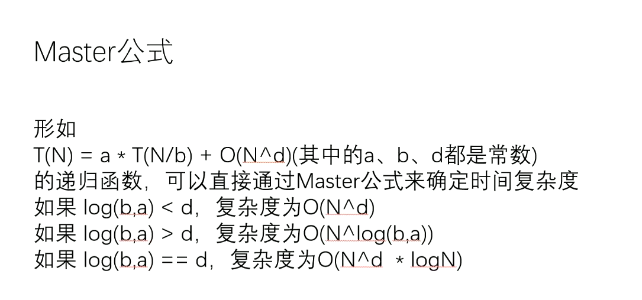 Master公式
形如
T(N) = a * T(N/b) + O(N^d)(其中的a、b、d都是常数)
的递归函数，可以直接通过Master公式来确定时间复杂度
如果 log(b,a) < d，复杂度为O(N^d)
如果 log(b,a) > d，复杂度为O(N^log(b,a))
如果 log(b,a) == d，复杂度为O(N^d  * logN)